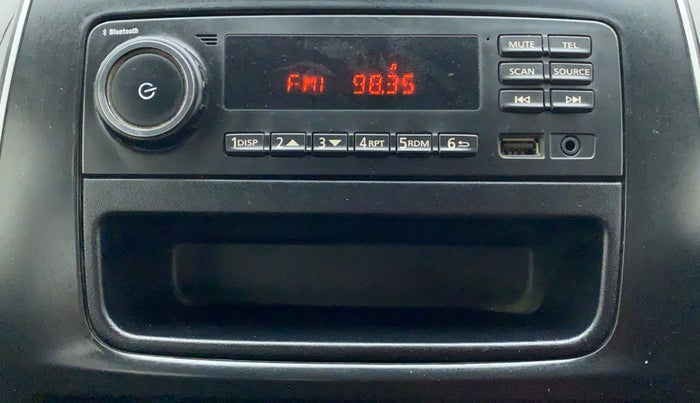 Bluetooth
FM1 98.35
MUTE TEL
SCAN SOURCE
1DISP 2 3 4RPT 5RDM 6